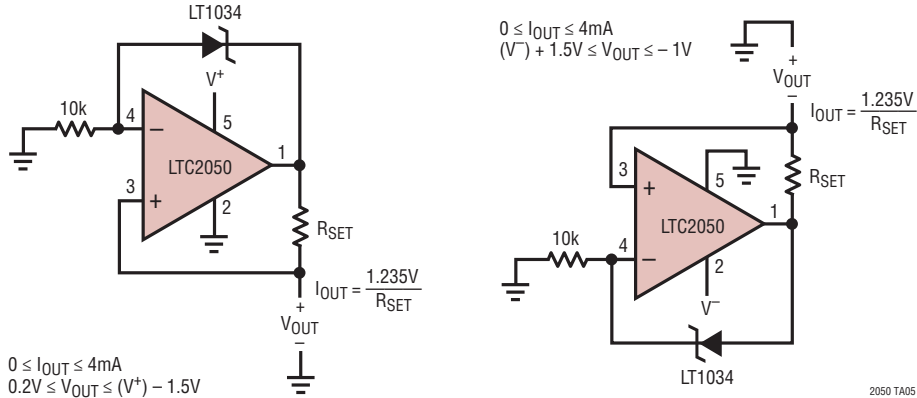 LT1034
V+
10k
4
−
5
LTC2050
1
3
+
2
RSET
IOUT = 1.235V
RSET
+
VOUT
−
0 ≤ IOUT ≤ 4mA
0.2V ≤ VOUT ≤ (V+) − 1.5V
0 ≤ IOUT ≤ 4mA
(V−) + 1.5V ≤ VOUT ≤ − 1V
+
VOUT
−
IOUT = 1.235V
RSET
3
+
5
RSET
LTC2050
1
10k
4
−
2
V−
LT1034
2050 TA05